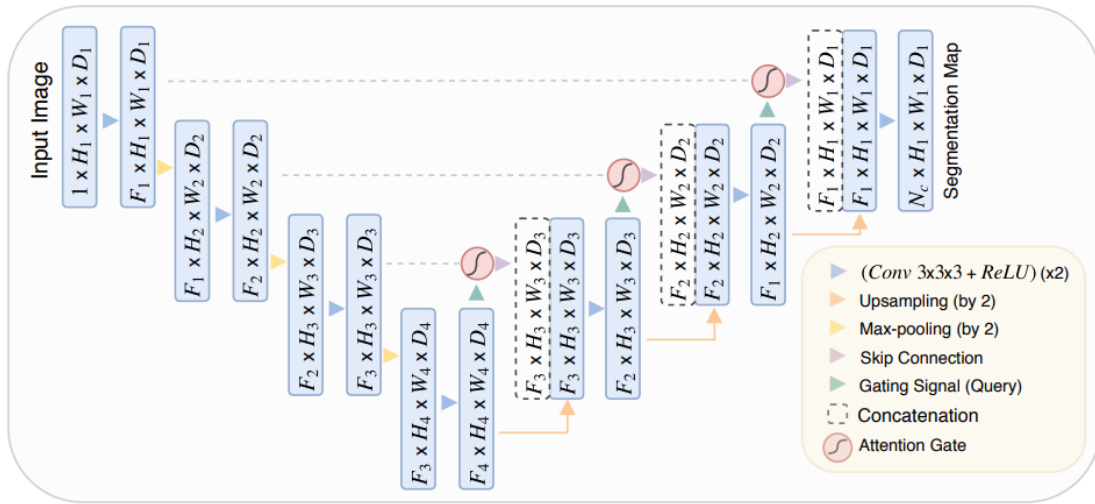 Input Image
1 x H₁ x W₁ x D₁
F₁ x H₁ x W₁ x D₁
F₁ x H₂ x W₂ x D₂
F₂ x H₂ x W₂ x D₂
F₂ x H₃ x W₃ x D₃
F₃ x H₃ x W₃ x D₃
F₃ x H₄ x W₄ x D₄
F₄ x H₄ x W₄ x D₄
F₃ x H₃ x W₃ x D₃
F₃ x H₃ x W₃ x D₃
F₂ x H₃ x W₃ x D₃
F₂ x H₂ x W₂ x D₂
F₂ x H₂ x W₂ x D₂
F₁ x H₂ x W₂ x D₂
F₁ x H₁ x W₁ x D₁
F₁ x H₁ x W₁ x D₁
N꜀ x H₁ x W₁ x D₁
Segmentation Map
(Conv 3x3x3 + ReLU) (x2)
Upsampling (by 2)
Max-pooling (by 2)
Skip Connection
Gating Signal (Query)
Concatenation
Attention Gate